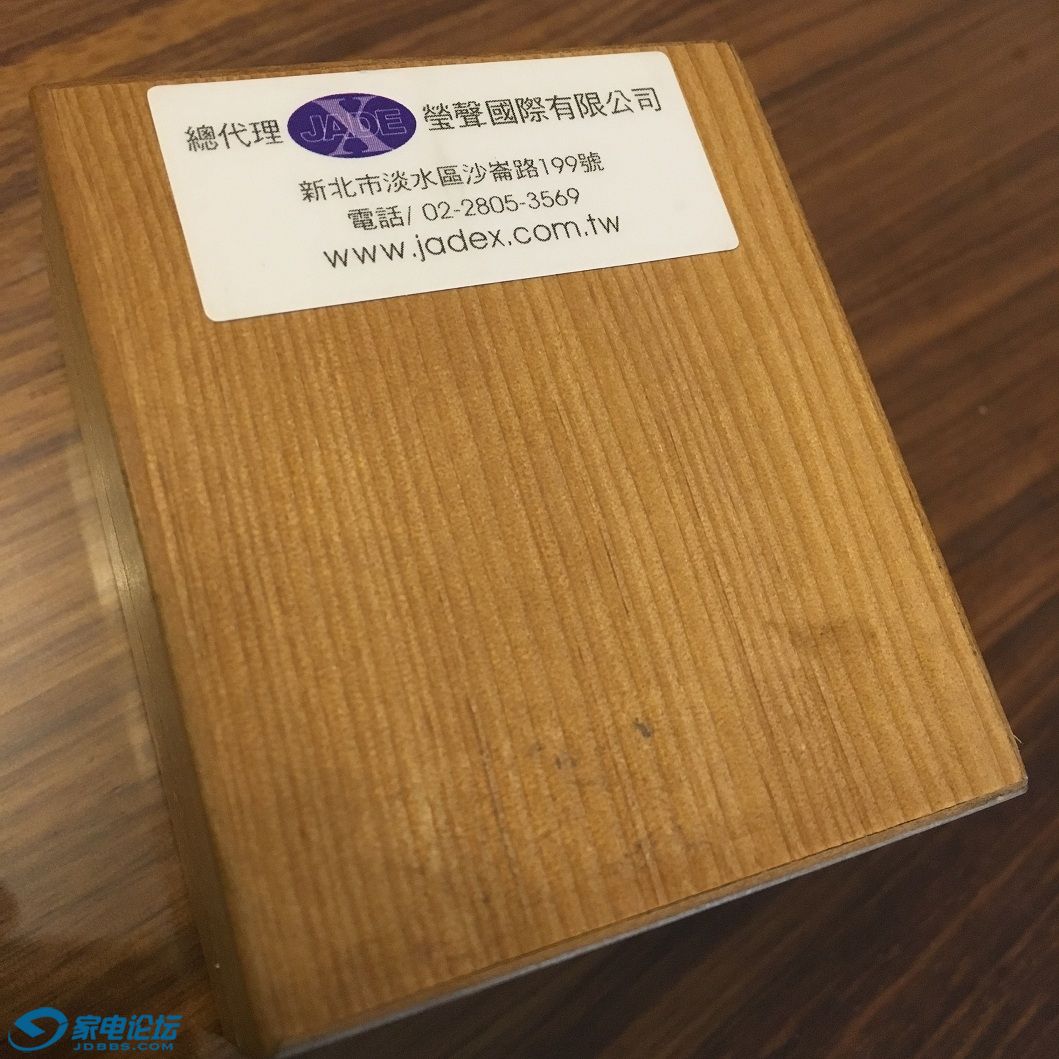 總代理 JADE X 瑩聲國際有限公司
新北市淡水區沙崙路199號
電話/ 02-2805-3569
www.jadex.com.tw
家电论坛
JDBBS.COM